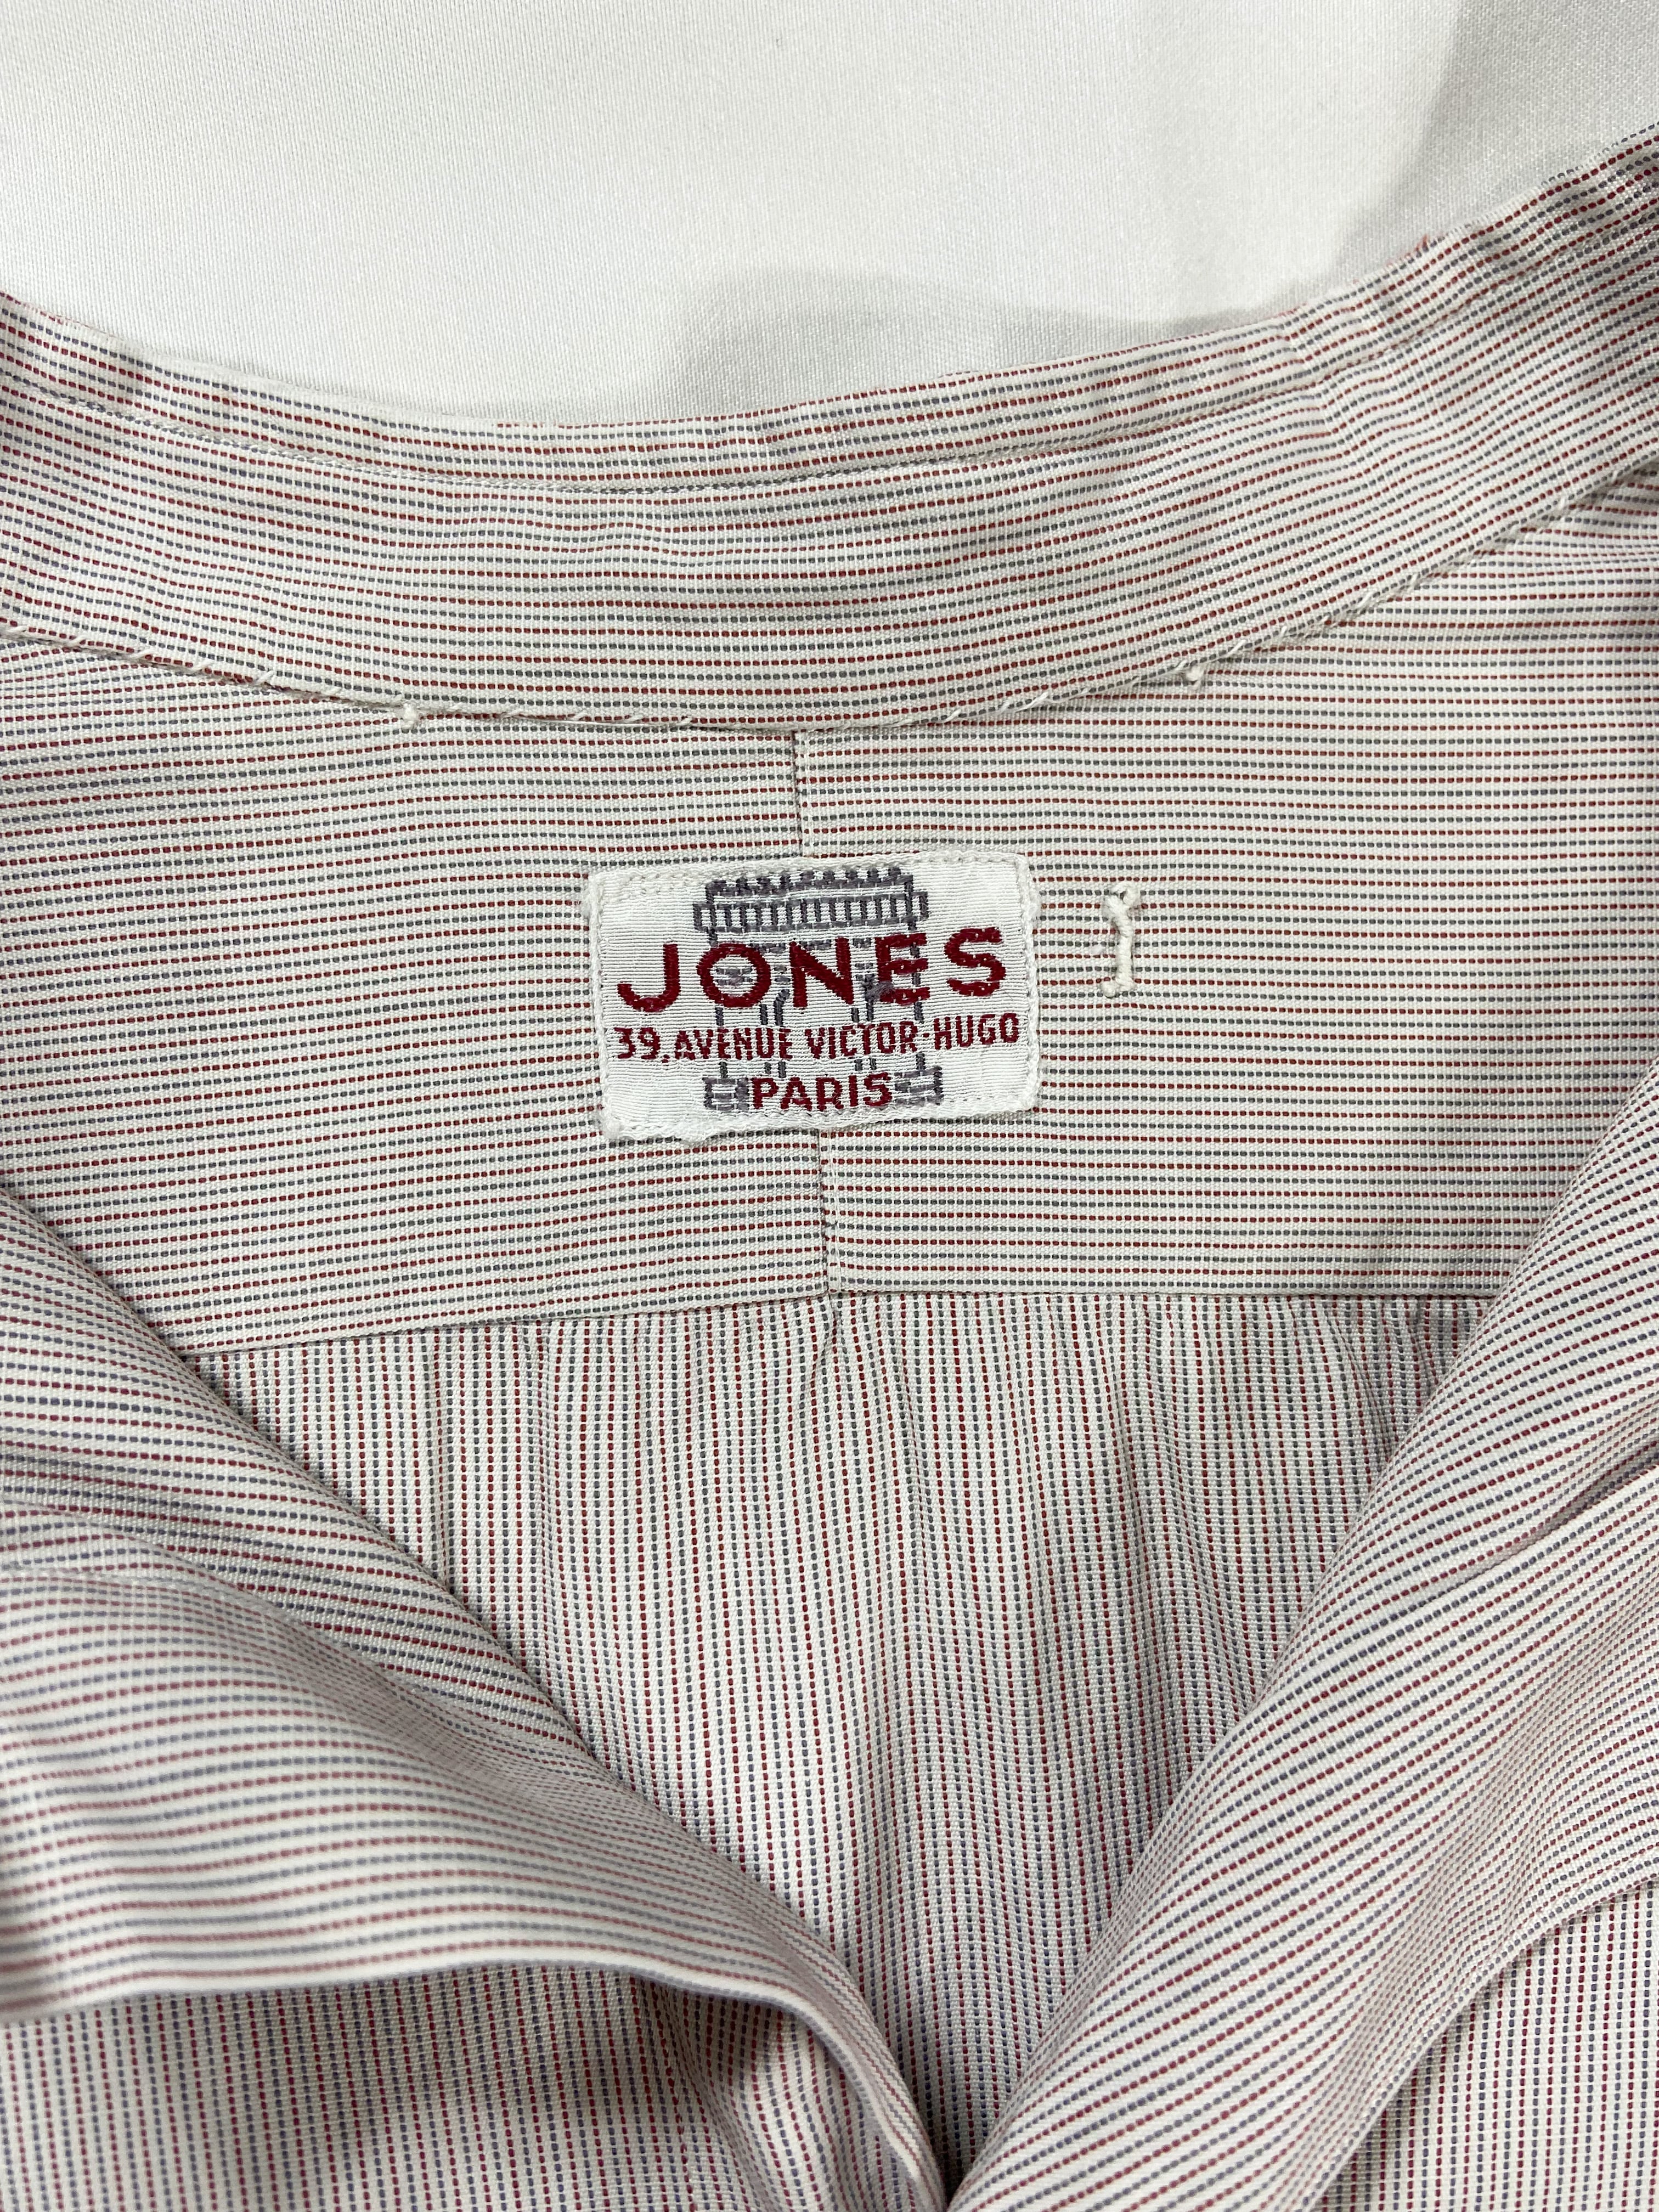 JONES
39, AVENUE VICTOR-HUGO
PARIS